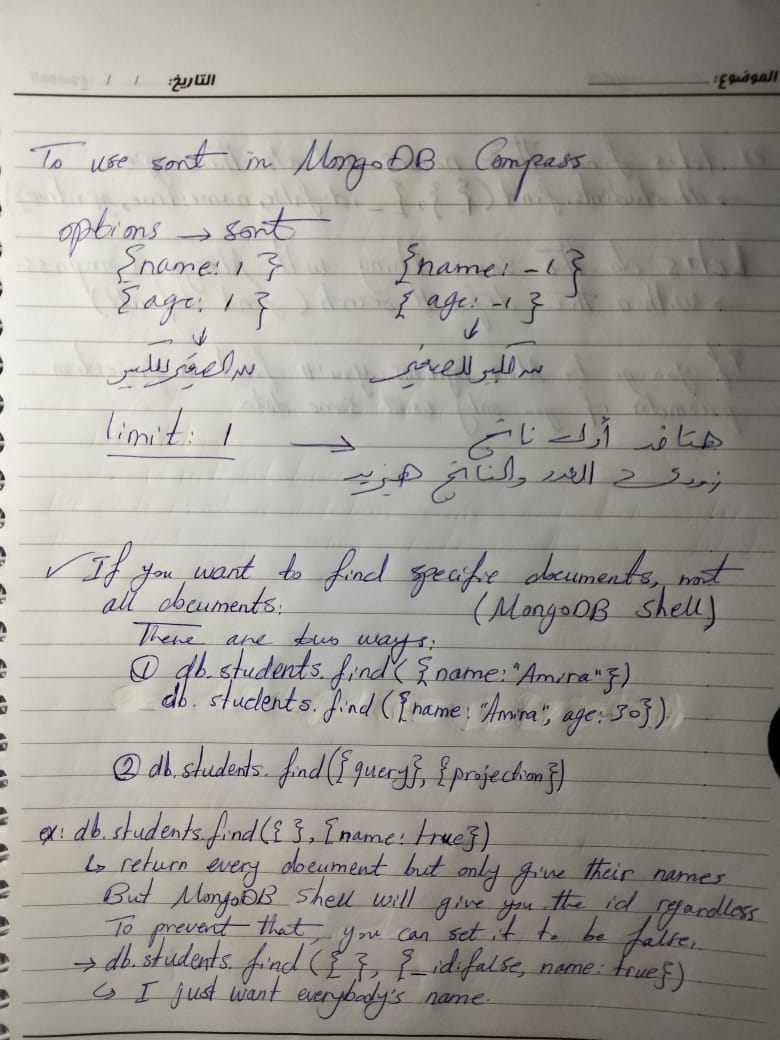 الموضوع: التاريخ: / /
To use sort in MongoDB Compass
options → sort
{name: 1} {name: -1}
{age: 1} {age: -1}
↓ ↓
من الصغير للكبير من الكبير للصغير
limit: 1 → هتاخد أول ناتج
زودي العدد والناتج هيزيد
✓ If you want to find specific documents, not
all documents: (MongoDB shell)
There are two ways:
① db.students.find({name:"Amira"})
db.students.find({name: "Amira", age: 30})
② db.students.find({query}, {projection})
ex: db.students.find({ }, {name: true})
↳ return every document but only give their names
But MongoDB shell will give you the id regardless
To prevent that, you can set it to be false.
→ db.students.find({ }, {_id:false, name: true})
↳ I just want everybody's name.